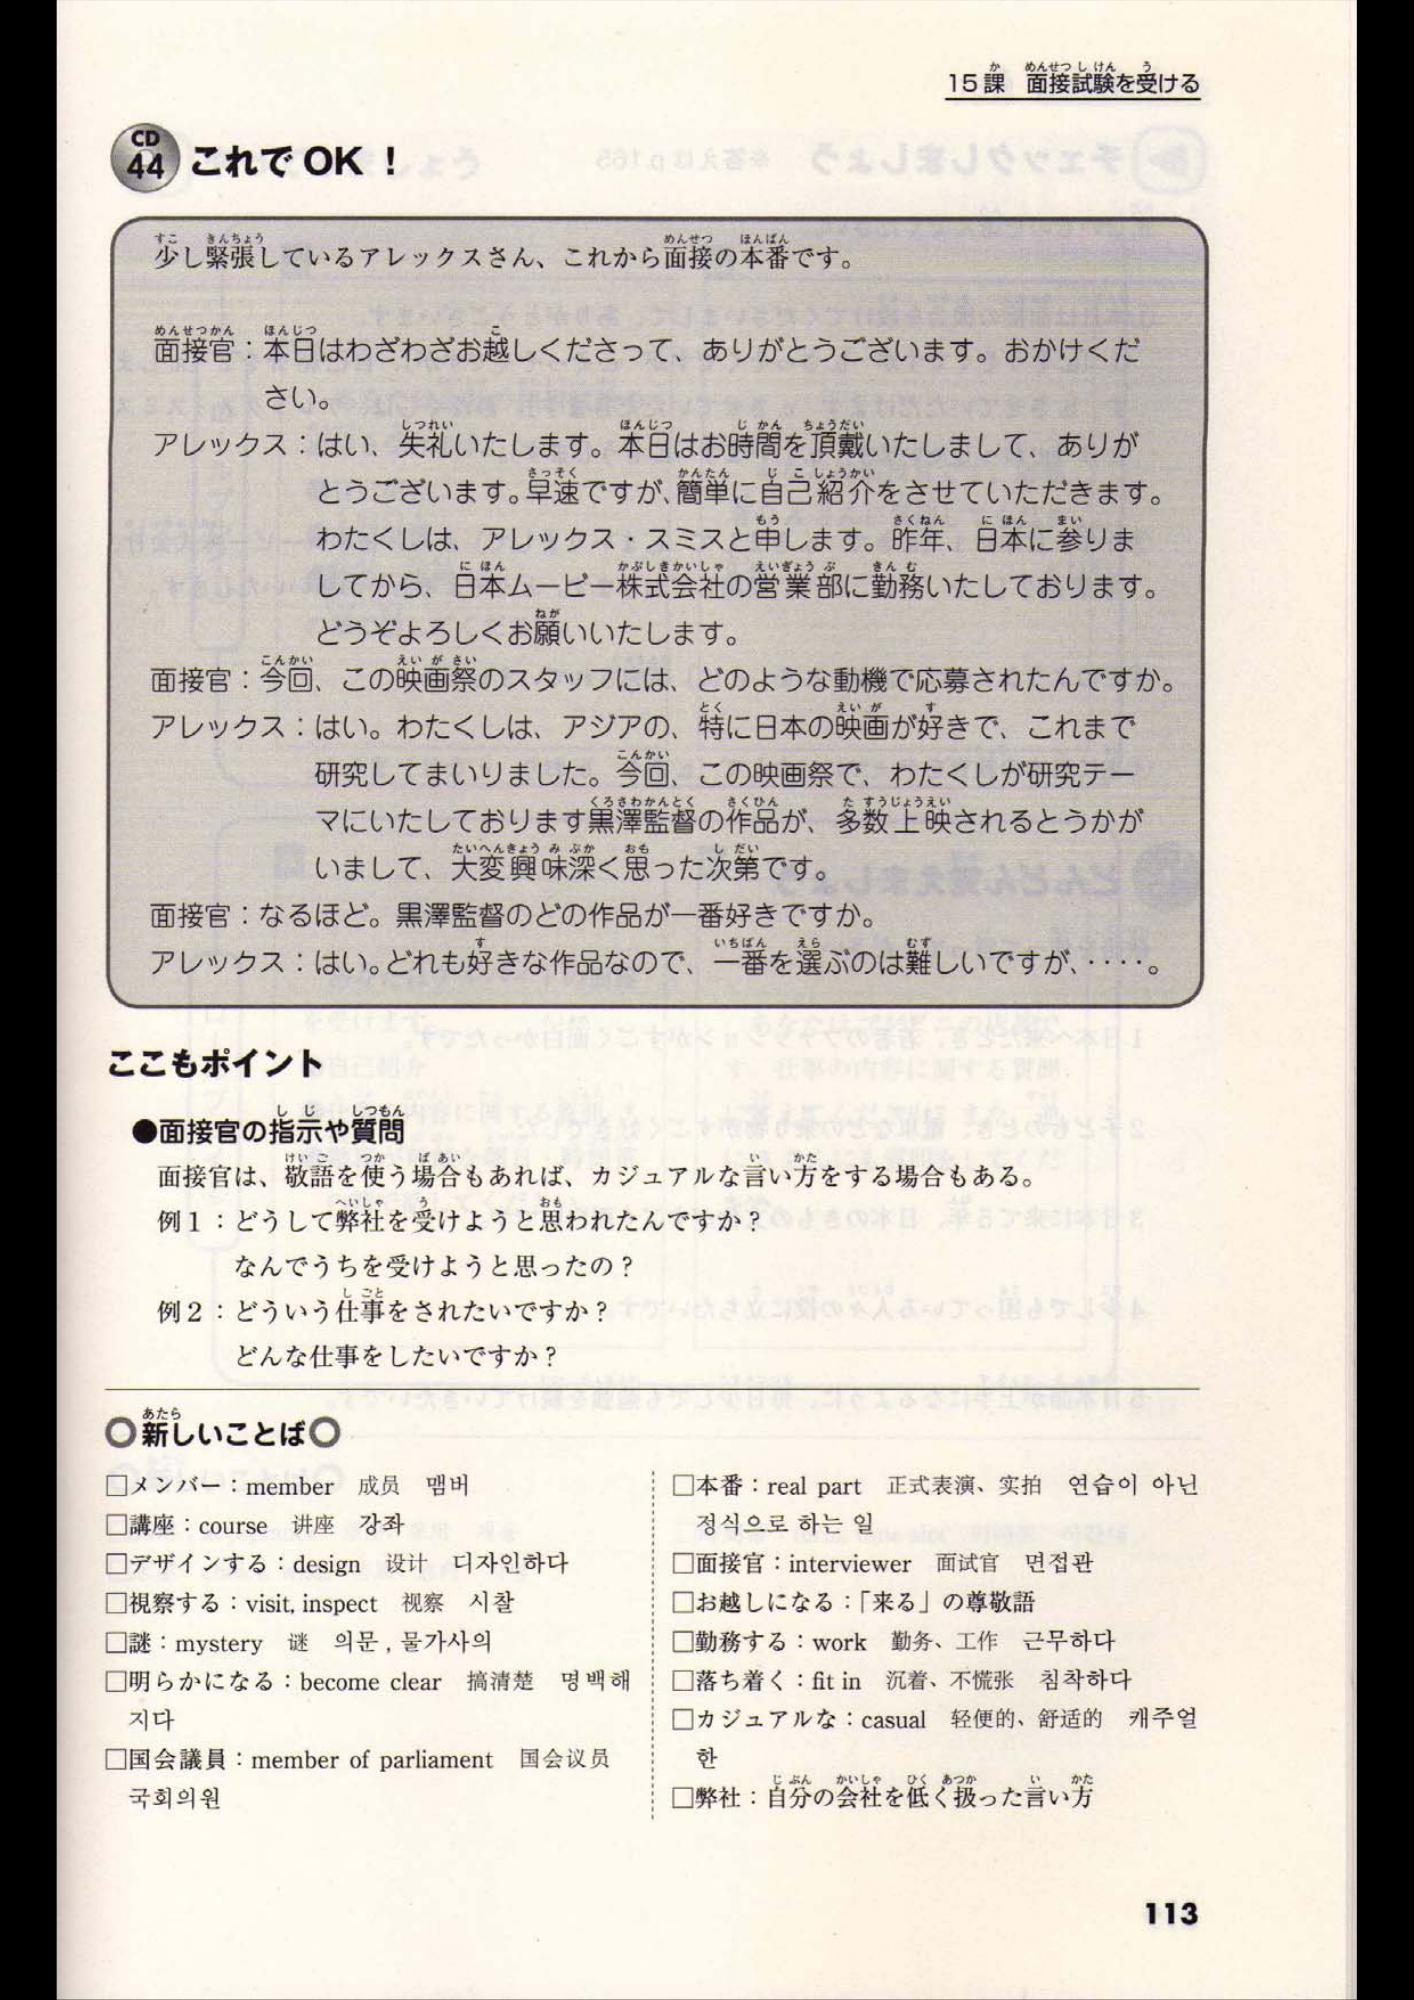 15課　面接試験を受ける
CD 44 これでOK！
少し緊張しているアレックスさん、これから面接の本番です。
面接官：本日はわざわざお越しくださって、ありがとうございます。おかけくだ
さい。
アレックス：はい、失礼いたします。本日はお時間を頂戴いたしまして、ありが
とうございます。早速ですが、簡単に自己紹介をさせていただきます。
わたくしは、アレックス・スミスと申します。昨年、日本に参りま
してから、日本ムービー株式会社の営業部に勤務いたしております。
どうぞよろしくお願いいたします。
面接官：今回、この映画祭のスタッフには、どのような動機で応募されたんですか。
アレックス：はい。わたくしは、アジアの、特に日本の映画が好きで、これまで
研究してまいりました。今回、この映画祭で、わたくしが研究テー
マにいたしております黒澤監督の作品が、多数上映されるとうかが
いまして、大変興味深く思った次第です。
面接官：なるほど。黒澤監督のどの作品が一番好きですか。
アレックス：はい。どれも好きな作品なので、一番を選ぶのは難しいですが、‥‥。
ここもポイント
●面接官の指示や質問
面接官は、敬語を使う場合もあれば、カジュアルな言い方をする場合もある。
例1：どうして弊社を受けようと思われたんですか？
なんでうちを受けようと思ったの？
例2：どういう仕事をされたいですか？
どんな仕事をしたいですか？
○新しいことば○
□メンバー：member　成员　맴버
□講座：course　讲座　강좌
□デザインする：design　设计　디자인하다
□視察する：visit, inspect　视察　시찰
□謎：mystery　谜　의문, 불가사의
□明らかになる：become clear　搞清楚　명백해
지다
□国会議員：member of parliament　国会议员
국회의원
□本番：real part　正式表演、实拍　연습이 아닌
정식으로 하는 일
□面接官：interviewer　面试官　면접관
□お越しになる：「来る」の尊敬語
□勤務する：work　勤务、工作　근무하다
□落ち着く：fit in　沉着、不慌张　침착하다
□カジュアルな：casual　轻便的、舒适的　캐주얼
한
□弊社：自分の会社を低く扱った言い方
113